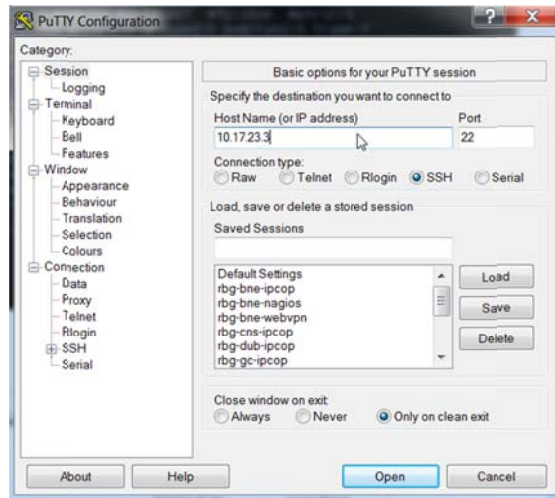 PuTTY Configuration
Category:
Session
Logging
Terminal
Keyboard
Bell
Features
Window
Appearance
Behaviour
Translation
Selection
Colours
Connection
Data
Proxy
Telnet
Rlogin
SSH
Serial
Basic options for your PuTTY session
Specify the destination you want to connect to
Host Name (or IP address) Port
10.17.23.3 22
Connection type:
Raw Telnet Rlogin SSH Serial
Load, save or delete a stored session
Saved Sessions
Default Settings
rbg-bne-ipcop
rbg-bne-nagios
rbg-bne-webvpn
rbg-cns-ipcop
rbg-dub-ipcop
rbg-gc-ipcop
Load
Save
Delete
Close window on exit:
Always Never Only on clean exit
About Help Open Cancel